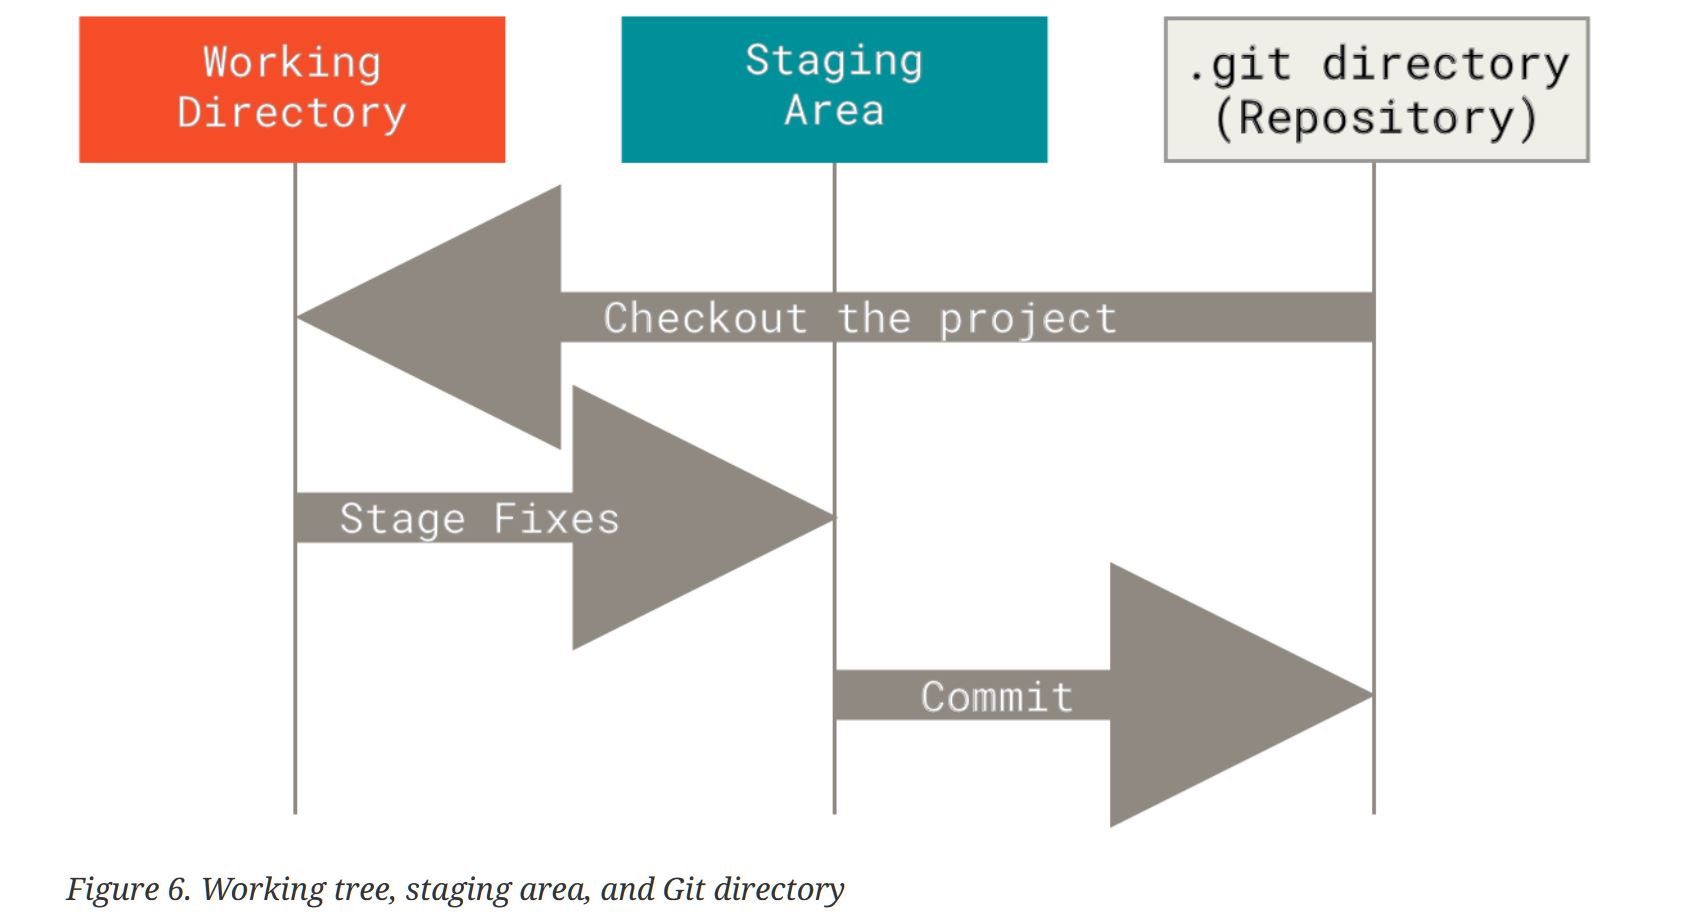 Working
Directory
Staging
Area
.git directory
(Repository)
Checkout the project
Stage Fixes
Commit
Figure 6. Working tree, staging area, and Git directory